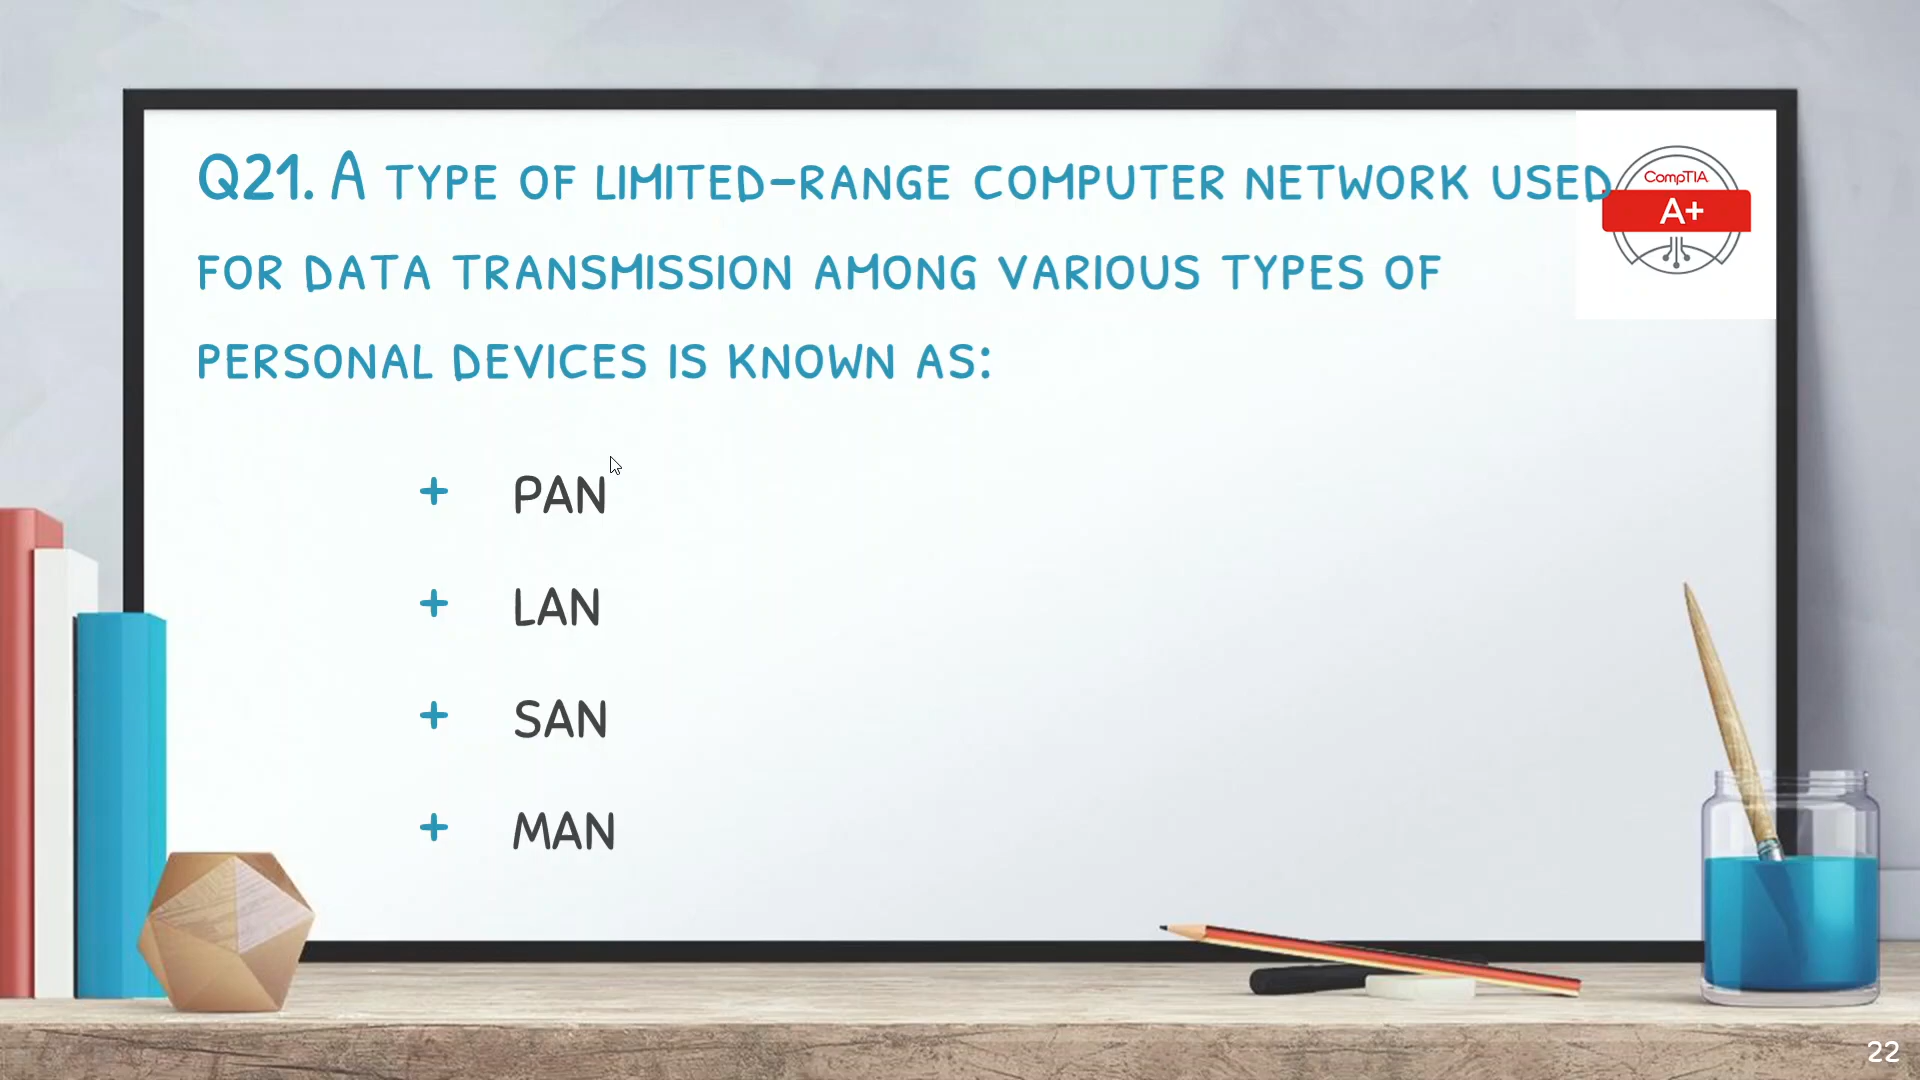 Q21. A TYPE OF LIMITED-RANGE COMPUTER NETWORK USED
FOR DATA TRANSMISSION AMONG VARIOUS TYPES OF
PERSONAL DEVICES IS KNOWN AS:
CompTIA
A+
+ PAN
+ LAN
+ SAN
+ MAN
22